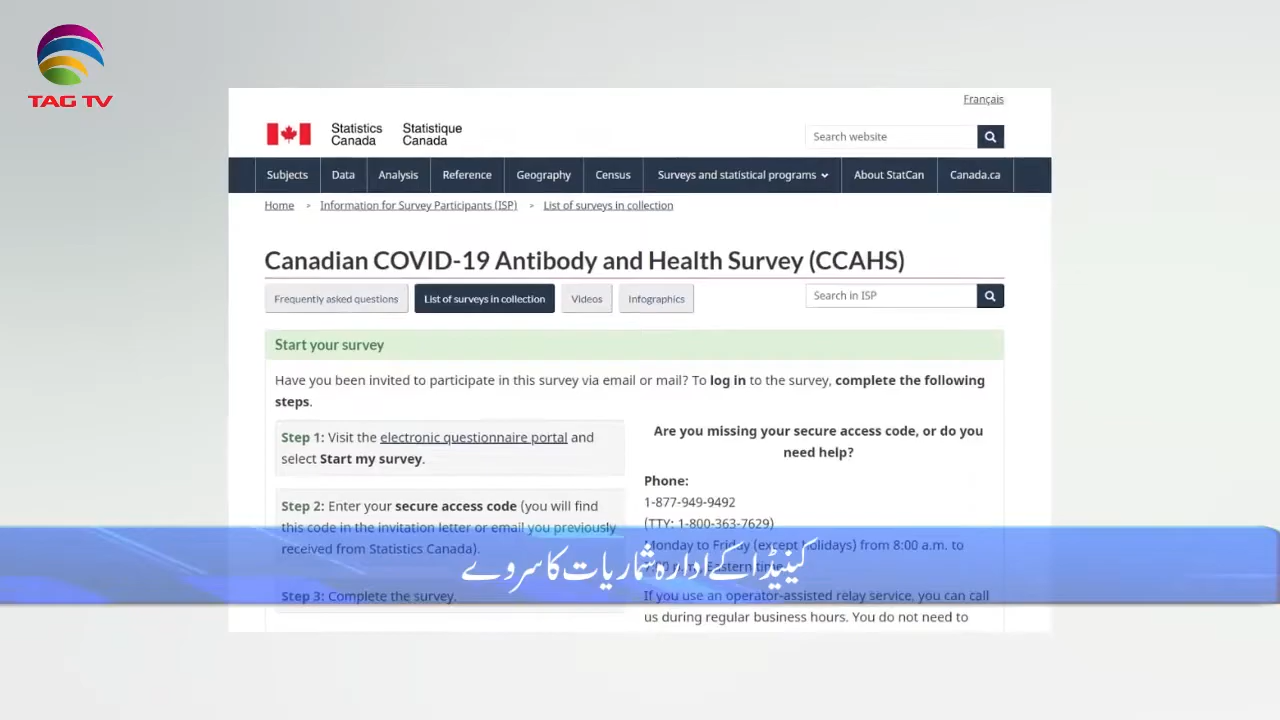 TAG TV
Français
Statistics Canada
Statistique Canada
Search website
Subjects
Data
Analysis
Reference
Geography
Census
Surveys and statistical programs
About StatCan
Canada.ca
Home > Information for Survey Participants (ISP) > List of surveys in collection
Canadian COVID-19 Antibody and Health Survey (CCAHS)
Frequently asked questions
List of surveys in collection
Videos
Infographics
Search in ISP
Start your survey
Have you been invited to participate in this survey via email or mail? To log in to the survey, complete the following
steps.
Step 1: Visit the electronic questionnaire portal and
select Start my survey.
Step 2: Enter your secure access code (you will find
this code in the invitation letter or email you previously
received from Statistics Canada).
Step 3: Complete the survey.
Are you missing your secure access code, or do you
need help?
Phone:
1-877-949-9492
(TTY: 1-800-363-7629)
Monday to Friday (except holidays) from 8:00 a.m. to
p.m. Eastern time
If you use an operator-assisted relay service, you can call
us during regular business hours. You do not need to
کینیڈا کے ادارہ شماریات کا سروے